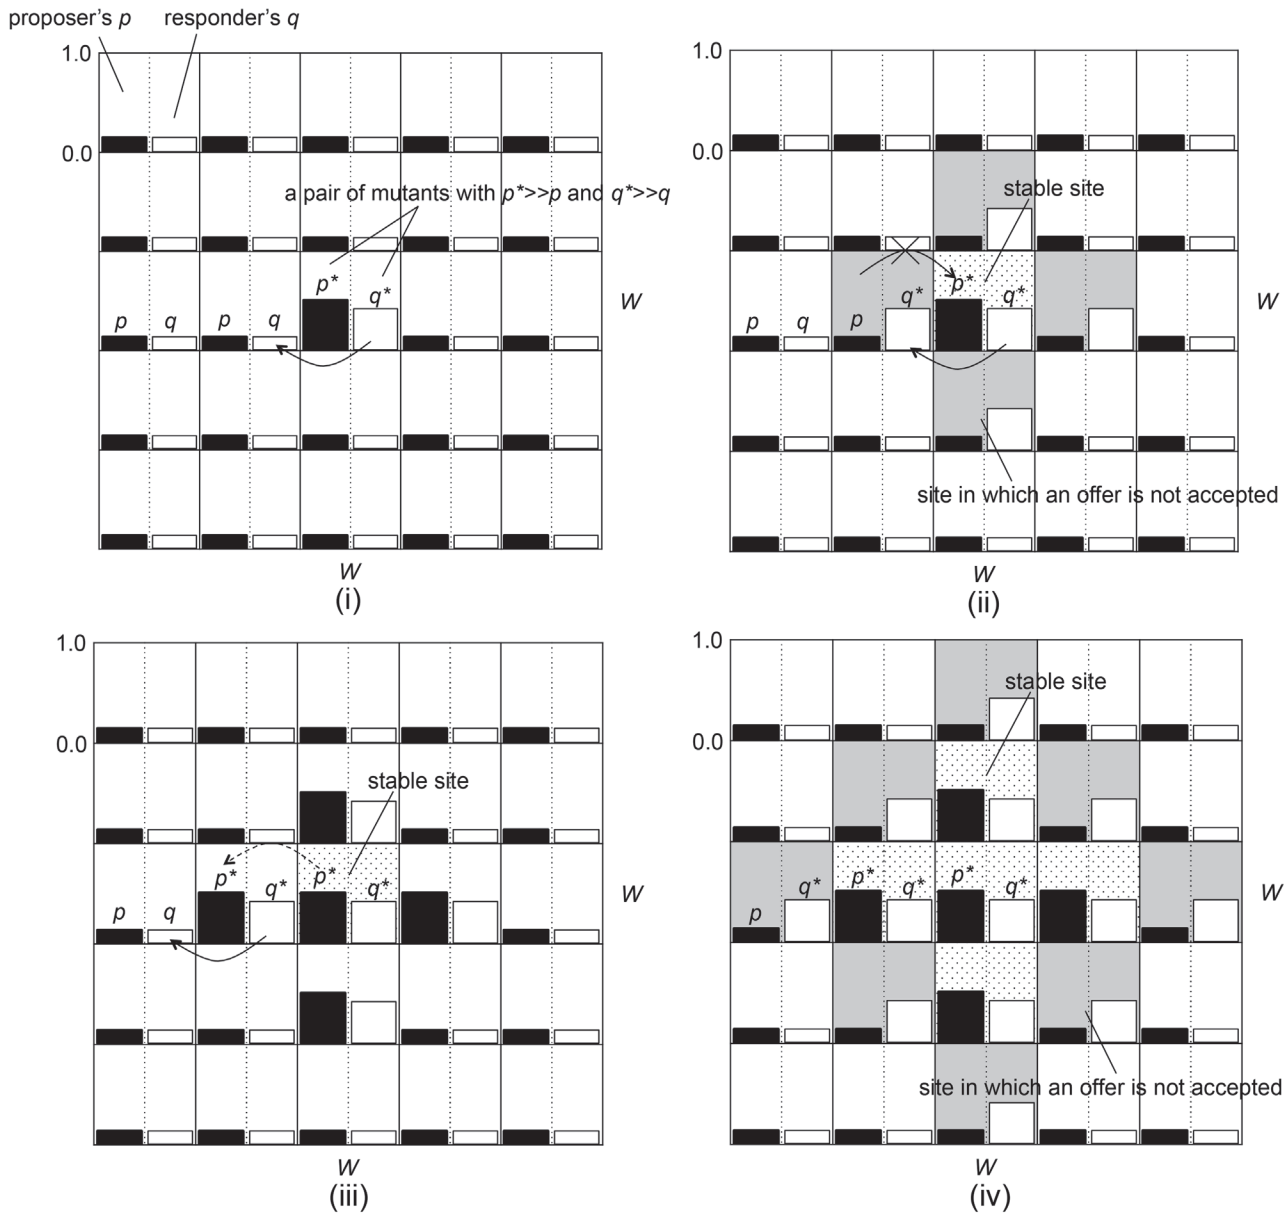 proposer's p responder's q
1.0
0.0
a pair of mutants with p*>>p and q*>>q
p* q*
p q p q
W
W
(i)
1.0
0.0
stable site
p*
q* q*
p q p
W
site in which an offer is not accepted
W
(ii)
1.0
0.0
stable site
p* q* p* q*
p q
W
W
(iii)
1.0
0.0
stable site
p* q* p* q*
q*
p
W
site in which an offer is not accepted
W
(iv)